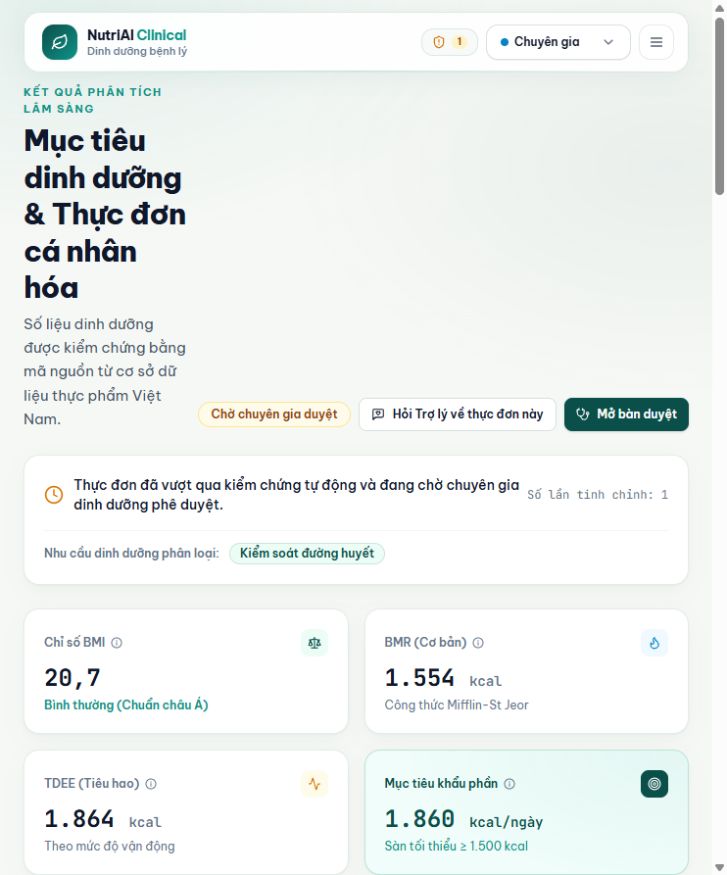 NutriAI Clinical
Dinh dưỡng bệnh lý
1
Chuyên gia
KẾT QUẢ PHÂN TÍCH
LÂM SÀNG
Mục tiêu
dinh dưỡng
& Thực đơn
cá nhân
hóa
Số liệu dinh dưỡng
được kiểm chứng bằng
mã nguồn từ cơ sở dữ
liệu thực phẩm Việt
Nam.
Chờ chuyên gia duyệt
Hỏi Trợ lý về thực đơn này
Mở bàn duyệt
Thực đơn đã vượt qua kiểm chứng tự động và đang chờ chuyên gia
dinh dưỡng phê duyệt.
Số lần tinh chỉnh: 1
Nhu cầu dinh dưỡng phân loại:
Kiểm soát đường huyết
Chỉ số BMI
20,7
Bình thường (Chuẩn châu Á)
BMR (Cơ bản)
1.554 kcal
Công thức Mifflin-St Jeor
TDEE (Tiêu hao)
1.864 kcal
Theo mức độ vận động
Mục tiêu khẩu phần
1.860 kcal/ngày
Sàn tối thiểu ≥ 1.500 kcal